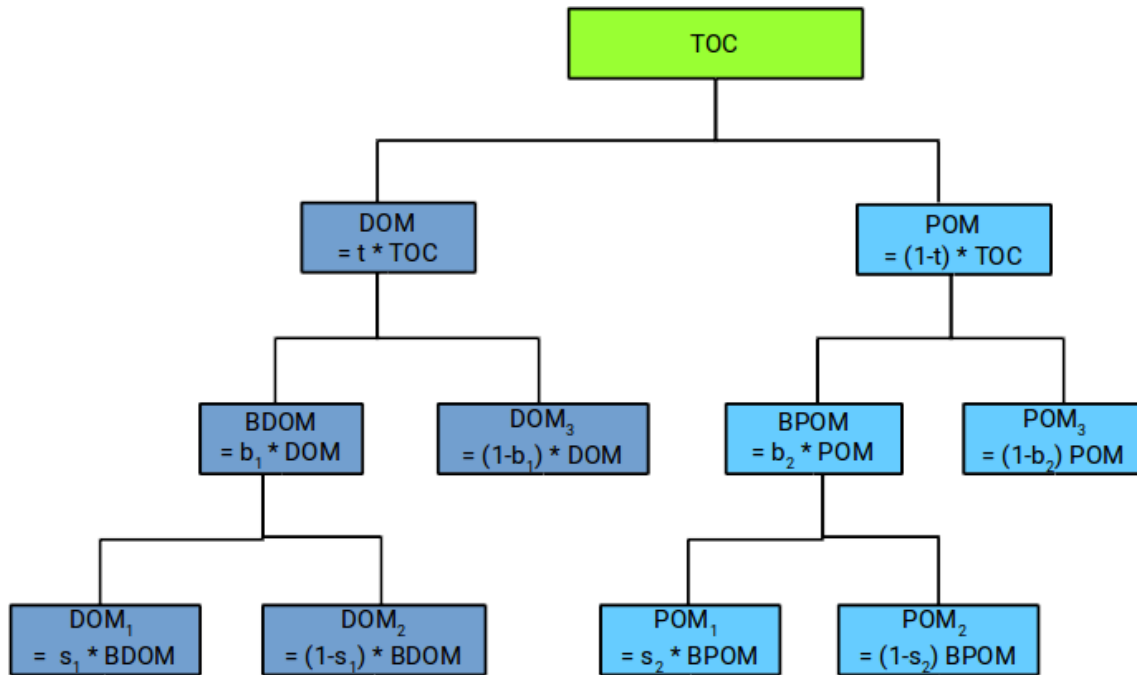 TOC
DOM
= t * TOC
POM
= (1-t) * TOC
BDOM
= b₁ * DOM
DOM₃
= (1-b₁) * DOM
BPOM
= b₂ * POM
POM₃
= (1-b₂) POM
DOM₁
= s₁ * BDOM
DOM₂
= (1-s₁) * BDOM
POM₁
= s₂ * BPOM
POM₂
= (1-s₂) BPOM